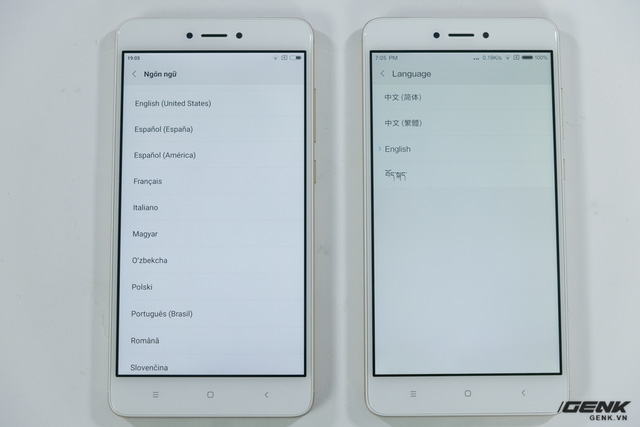 19:05
Ngôn ngữ
English (United States)
Español (España)
Español (América)
Français
Italiano
Magyar
O'zbekcha
Polski
Português (Brasil)
Română
Slovenčina
7:05 PM
... 0.19K/s
100%
Language
中文 (简体)
中文 (繁體)
English
བོད་སྐད་
GENK
GENK.VN